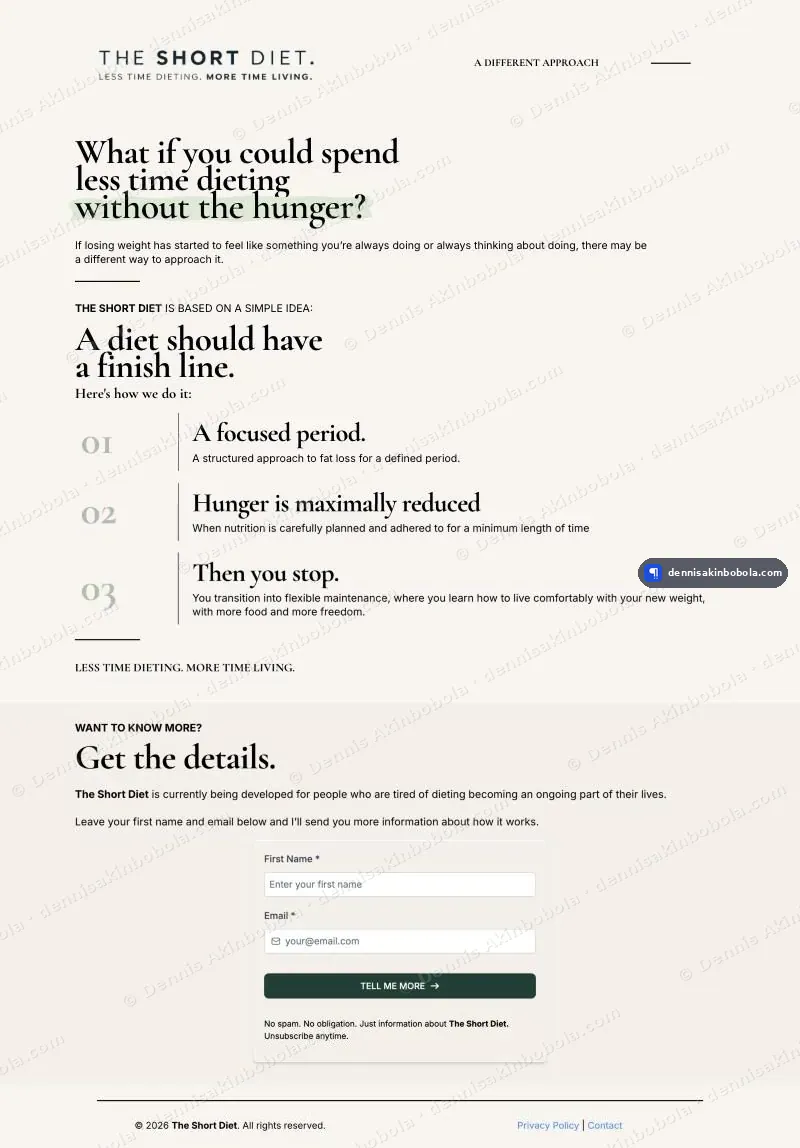 THE SHORT DIET.
LESS TIME DIETING. MORE TIME LIVING.
A DIFFERENT APPROACH
What if you could spend
less time dieting
without the hunger?
If losing weight has started to feel like something you're always doing or always thinking about doing, there may be
a different way to approach it.
THE SHORT DIET IS BASED ON A SIMPLE IDEA:
A diet should have
a finish line.
Here's how we do it:
01
A focused period.
A structured approach to fat loss for a defined period.
02
Hunger is maximally reduced
When nutrition is carefully planned and adhered to for a minimum length of time
03
Then you stop.
You transition into flexible maintenance, where you learn how to live comfortably with your new weight,
with more food and more freedom.
dennisakinbobola.com
LESS TIME DIETING. MORE TIME LIVING.
WANT TO KNOW MORE?
Get the details.
The Short Diet is currently being developed for people who are tired of dieting becoming an ongoing part of their lives.
Leave your first name and email below and I'll send you more information about how it works.
First Name *
Enter your first name
Email *
your@email.com
TELL ME MORE →
No spam. No obligation. Just information about The Short Diet.
Unsubscribe anytime.
© 2026 The Short Diet. All rights reserved.
Privacy Policy | Contact
© Dennis Akinbobola · dennisakinbobola.com